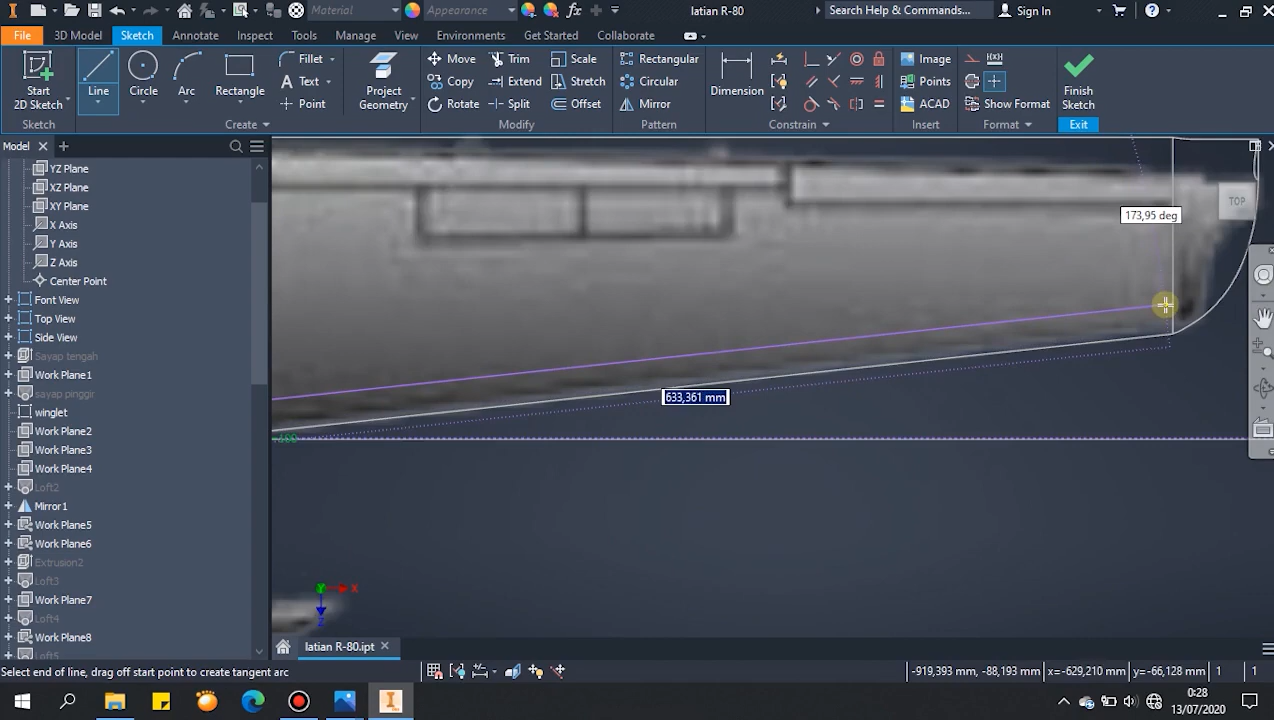 Material
Appearance
latian R-80
Search Help & Commands...
Sign In
File
3D Model
Sketch
Annotate
Inspect
Tools
Manage
View
Environments
Get Started
Collaborate
Start
2D Sketch
Line
Circle
Arc
Rectangle
Fillet
Text
Point
Project
Geometry
Move
Copy
Rotate
Trim
Extend
Split
Scale
Stretch
Offset
Rectangular
Circular
Mirror
Dimension
Image
Points
ACAD
Show Format
Finish
Sketch
Sketch
Create
Modify
Pattern
Constrain
Insert
Format
Exit
Model
YZ Plane
XZ Plane
XY Plane
X Axis
Y Axis
Z Axis
Center Point
Font View
Top View
Side View
Sayap tengah
Work Plane1
sayap pinggir
winglet
Work Plane2
Work Plane3
Work Plane4
Loft2
Mirror1
Work Plane5
Work Plane6
Extrusion2
Loft3
Work Plane7
Loft4
Work Plane8
Loft5
173,95 deg
TOP
633,361 mm
X
Z
latian R-80.ipt
Select end of line, drag off start point to create tangent arc
-919,393 mm, -88,193 mm
x=-629,210 mm
y=-66,128 mm
1
1
0:28
13/07/2020